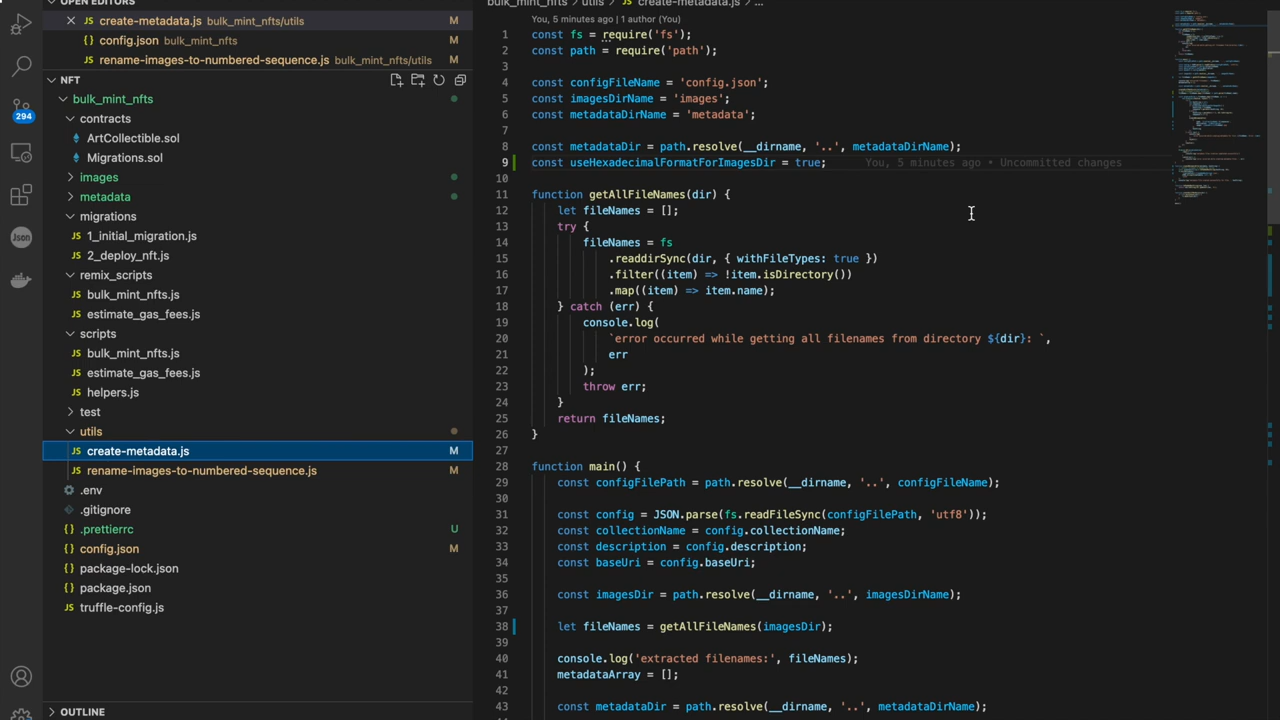 OPEN EDITORS
create-metadata.js bulk_mint_nfts/utils M
config.json bulk_mint_nfts M
rename-images-to-numbered-sequence.js bulk_mint_nfts/utils M
NFT
bulk_mint_nfts
contracts
ArtCollectible.sol
Migrations.sol
images
metadata
migrations
JS 1_initial_migration.js
JS 2_deploy_nft.js
remix_scripts
JS bulk_mint_nfts.js
JS estimate_gas_fees.js
scripts
JS bulk_mint_nfts.js
JS estimate_gas_fees.js
JS helpers.js
test
utils
JS create-metadata.js M
JS rename-images-to-numbered-sequence.js M
.env
.gitignore
{} .prettierrc U
{} config.json M
{} package-lock.json
{} package.json
JS truffle-config.js
OUTLINE
294
Json
bulk_mint_nfts > utils > JS create-metadata.js > ...
You, 5 minutes ago | 1 author (You)
1 const fs = require('fs');
2 const path = require('path');
3
4 const configFileName = 'config.json';
5 const imagesDirName = 'images';
6 const metadataDirName = 'metadata';
7
8 const metadataDir = path.resolve(__dirname, '..', metadataDirName);
9 const useHexadecimalFormatForImagesDir = true; You, 5 minutes ago • Uncommitted changes
10
11 function getAllFileNames(dir) {
12 let fileNames = [];
13 try {
14 fileNames = fs
15 .readdirSync(dir, { withFileTypes: true })
16 .filter((item) => !item.isDirectory())
17 .map((item) => item.name);
18 } catch (err) {
19 console.log(
20 `error occurred while getting all filenames from directory ${dir}: `,
21 err
22 );
23 throw err;
24 }
25 return fileNames;
26 }
27
28 function main() {
29 const configFilePath = path.resolve(__dirname, '..', configFileName);
30
31 const config = JSON.parse(fs.readFileSync(configFilePath, 'utf8'));
32 const collectionName = config.collectionName;
33 const description = config.description;
34 const baseUri = config.baseUri;
35
36 const imagesDir = path.resolve(__dirname, '..', imagesDirName);
37
38 let fileNames = getAllFileNames(imagesDir);
39
40 console.log('extracted filenames:', fileNames);
41 metadataArray = [];
42
43 const metadataDir = path.resolve(__dirname, '..', metadataDirName);